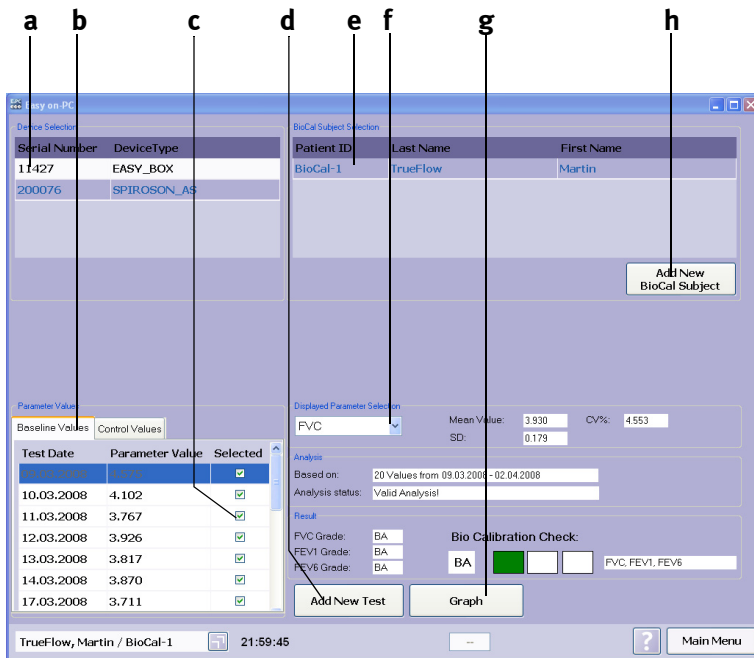 a b c d e f g h
Easy on-PC
Device Selection
Serial Number DeviceType
11427 EASY_BOX
200076 SPIROSON_AS
BioCal Subject Selection
Patient ID Last Name First Name
BioCal-1 TrueFlow Martin
Add New
BioCal Subject
Parameter Values
Baseline Values Control Values
Test Date Parameter Value Selected
10.03.2008 4.102
11.03.2008 3.767
12.03.2008 3.926
13.03.2008 3.817
14.03.2008 3.870
17.03.2008 3.711
Displayed Parameter Selection
FVC
Mean Value: 3.930 CV%: 4.553
SD: 0.179
Analysis
Based on: 20 Values from 09.03.2008 - 02.04.2008
Analysis status: Valid Analysis!
Result
FVC Grade: BA
FEV1 Grade: BA
FEV6 Grade: BA
Bio Calibration Check:
BA FVC, FEV1, FEV6
Add New Test Graph
TrueFlow, Martin / BioCal-1 21:59:45 -- ? Main Menu